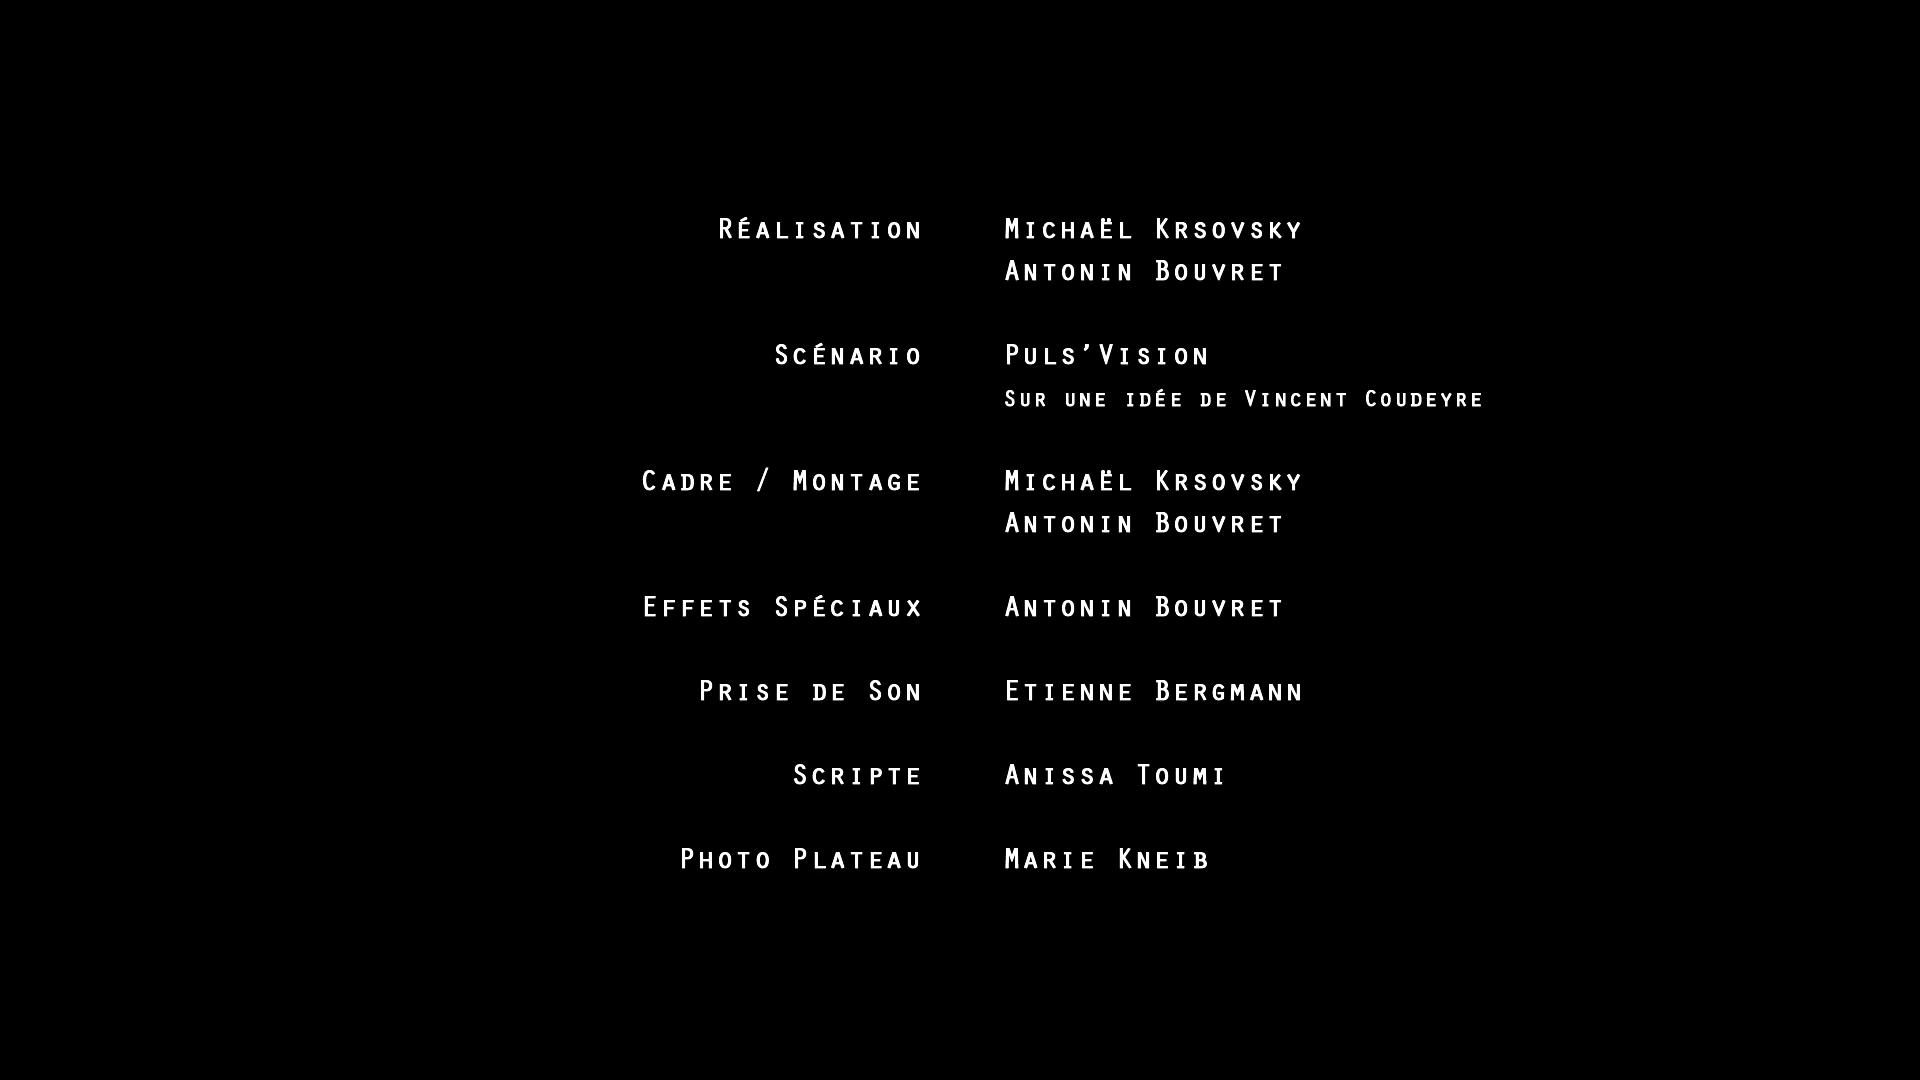 Réalisation Michaël Krsovsky
Antonin Bouvret
Scénario Puls’Vision
Sur une idée de Vincent Coudeyre
Cadre / Montage Michaël Krsovsky
Antonin Bouvret
Effets Spéciaux Antonin Bouvret
Prise de Son Etienne Bergmann
Scripte Anissa Toumi
Photo Plateau Marie Kneib